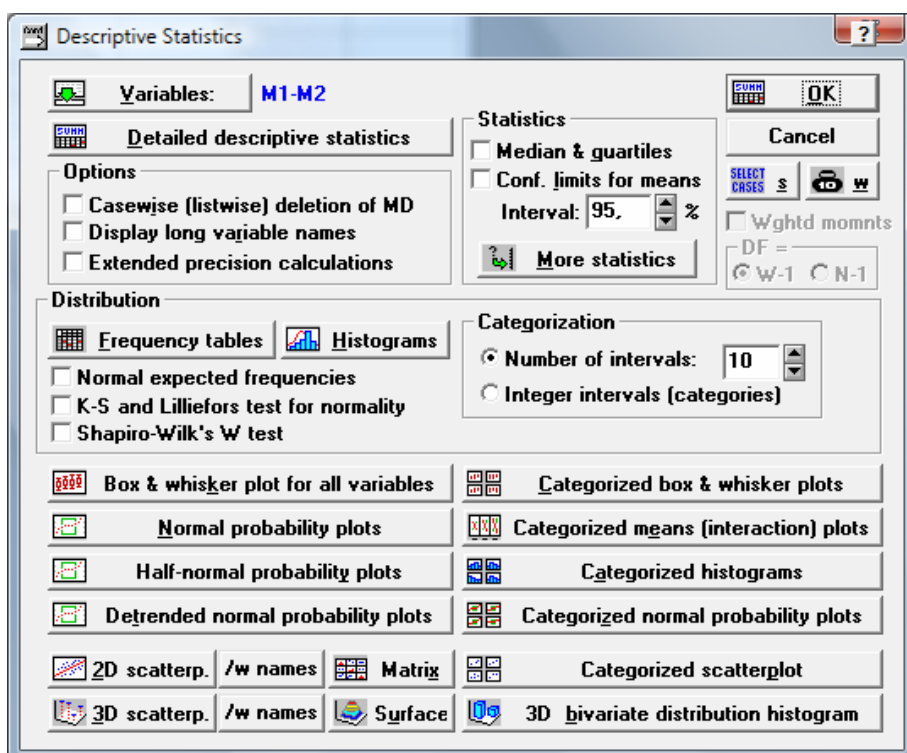 Descriptive Statistics
?
Variables: M1-M2
Detailed descriptive statistics
Options
Casewise (listwise) deletion of MD
Display long variable names
Extended precision calculations
Statistics
Median & quartiles
Conf. limits for means
Interval: 95, %
More statistics
OK
Cancel
SELECT CASES S W
Wghtd momnts
DF =
W-1 N-1
Distribution
Frequency tables Histograms
Normal expected frequencies
K-S and Lilliefors test for normality
Shapiro-Wilk's W test
Categorization
Number of intervals: 10
Integer intervals (categories)
Box & whisker plot for all variables
Categorized box & whisker plots
Normal probability plots
Categorized means (interaction) plots
Half-normal probability plots
Categorized histograms
Detrended normal probability plots
Categorized normal probability plots
2D scatterp. /w names Matrix
Categorized scatterplot
3D scatterp. /w names Surface
3D bivariate distribution histogram